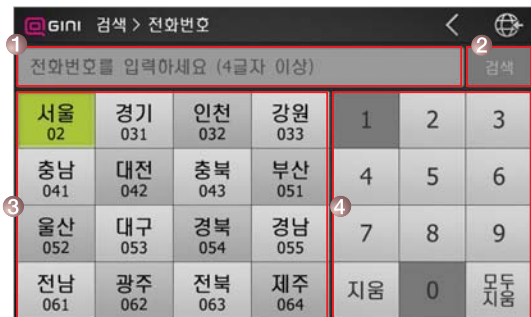 GINI 검색 > 전화번호
1
2
전화번호를 입력하세요 (4글자 이상)
검색
3
서울 경기 인천 강원
02 031 032 033
충남 대전 충북 부산
041 042 043 051
울산 대구 경북 경남
052 053 054 055
전남 광주 전북 제주
061 062 063 064
4
1 2 3
4 5 6
7 8 9
지움 0 모두
지움